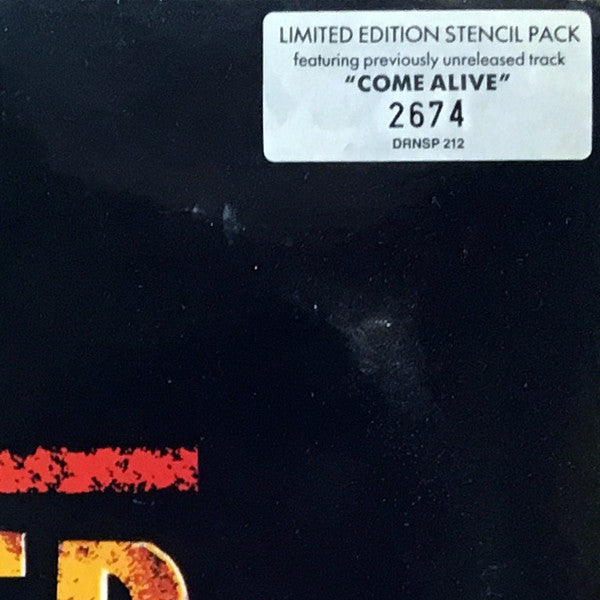 LIMITED EDITION STENCIL PACK
featuring previously unreleased track
"COME ALIVE"
2674
DRNSP 212